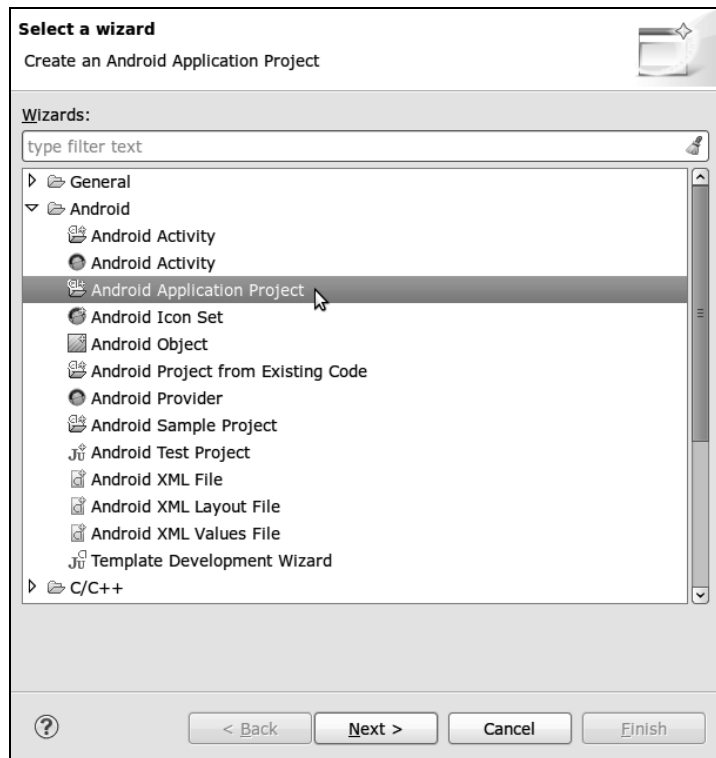 Select a wizard
Create an Android Application Project
Wizards:
type filter text
General
Android
Android Activity
Android Activity
Android Application Project
Android Icon Set
Android Object
Android Project from Existing Code
Android Provider
Android Sample Project
Android Test Project
Android XML File
Android XML Layout File
Android XML Values File
Template Development Wizard
C/C++
? < Back Next > Cancel Finish